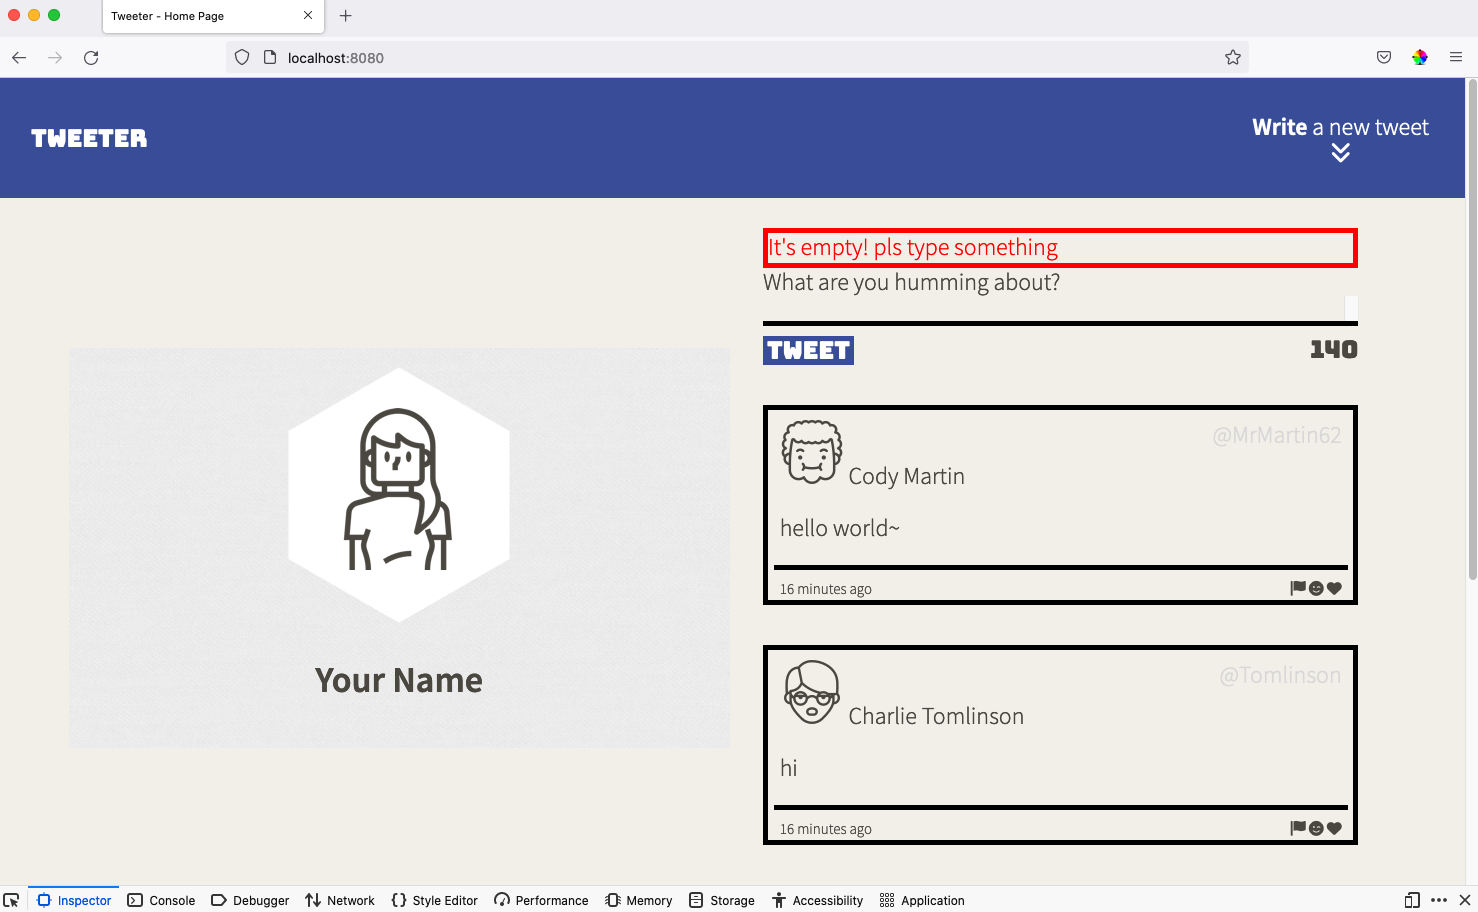 Tweeter - Home Page
localhost:8080
TWEETER
Write a new tweet
It's empty! pls type something
What are you humming about?
TWEET
140
Your Name
@MrMartin62
Cody Martin
hello world~
16 minutes ago
@Tomlinson
Charlie Tomlinson
hi
16 minutes ago
Inspector Console Debugger Network Style Editor Performance Memory Storage Accessibility Application